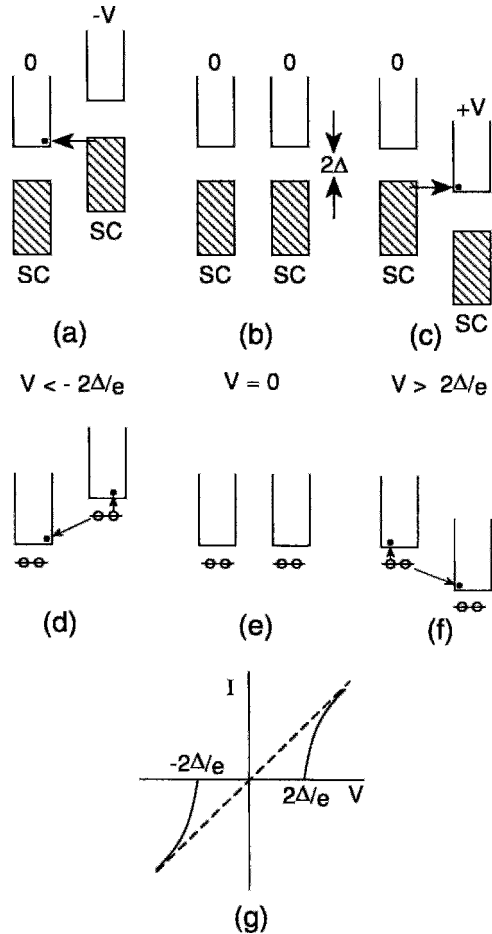 -V
0 0 0 0
+V
2Δ
SC SC SC SC SC
SC
(a) (b) (c)
V < - 2Δ/e V = 0 V > 2Δ/e
(d) (e) (f)
I
-2Δ/e
2Δ/e V
(g)